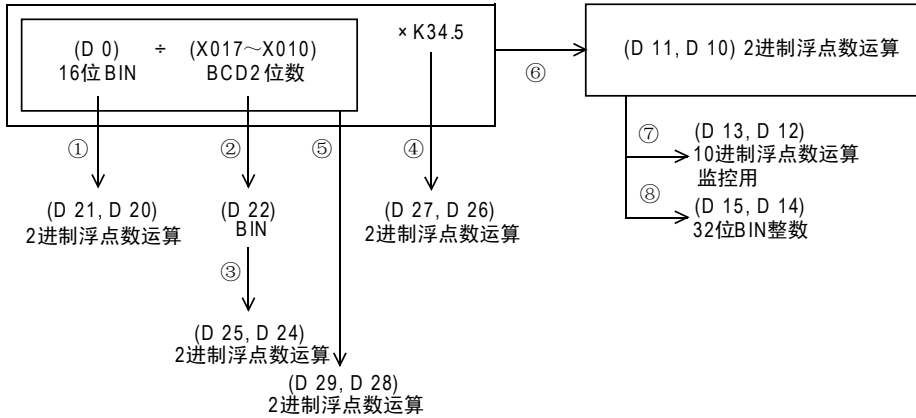 (D 0) ÷ (X017～X010) × K34.5
16位BIN BCD2位数
⑥
(D 11, D 10) 2进制浮点数运算
① ② ⑤ ④
(D 21, D 20)
2进制浮点数运算
(D 22)
BIN
(D 27, D 26)
2进制浮点数运算
⑦
(D 13, D 12)
10进制浮点数运算
监控用
⑧
(D 15, D 14)
32位BIN整数
③
(D 25, D 24)
2进制浮点数运算
(D 29, D 28)
2进制浮点数运算